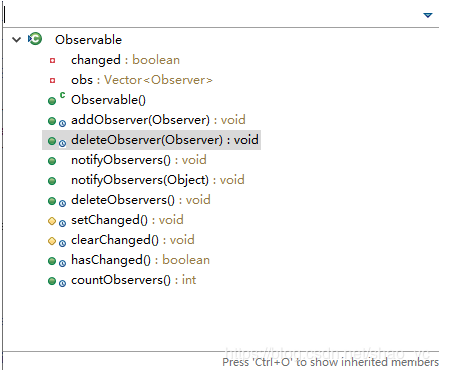 Observable
changed : boolean
obs : Vector<Observer>
C Observable()
addObserver(Observer) : void
deleteObserver(Observer) : void
notifyObservers() : void
notifyObservers(Object) : void
deleteObservers() : void
setChanged() : void
clearChanged() : void
hasChanged() : boolean
countObservers() : int
Press 'Ctrl+O' to show inherited members